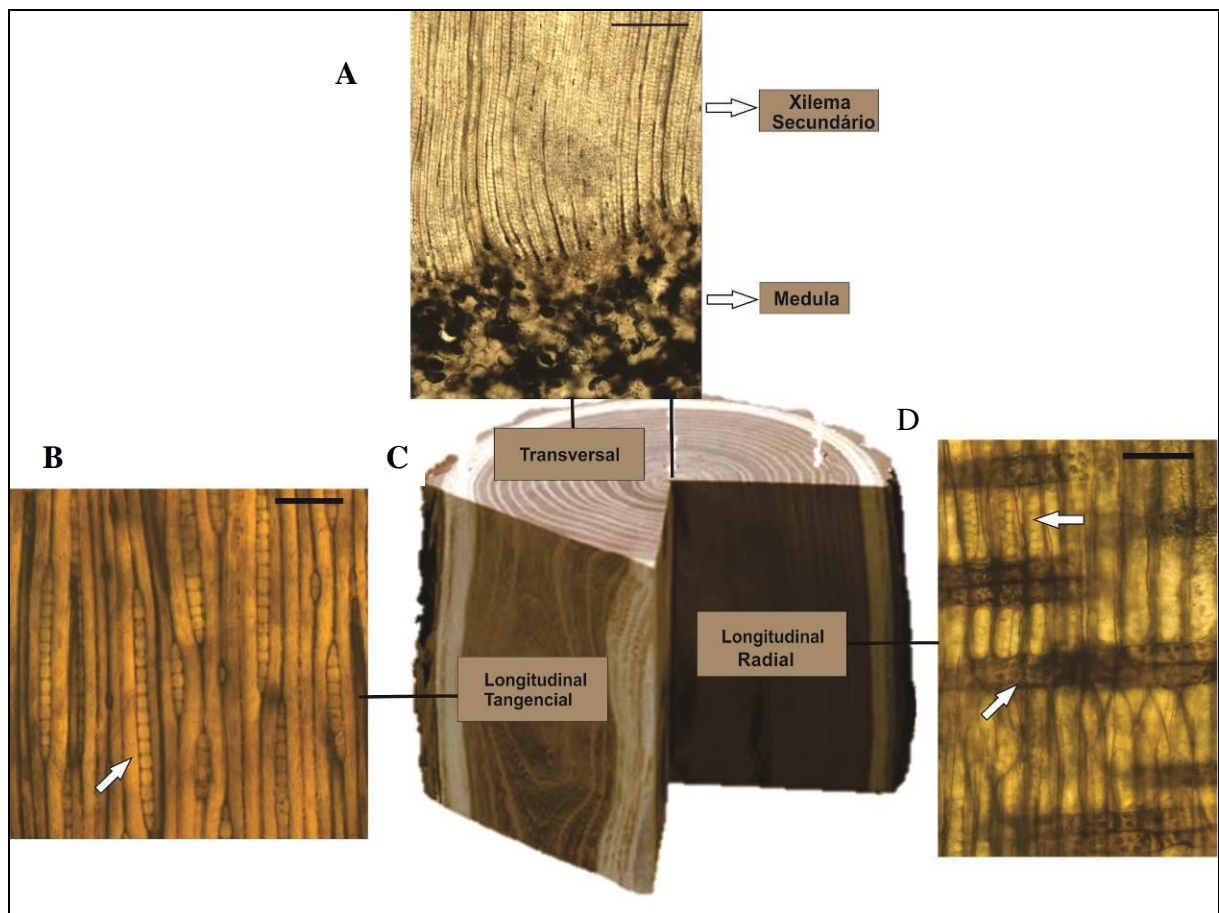 A
Xilema
Secundário
Medula
B
C
Transversal
D
Longitudinal
Tangencial
Longitudinal
Radial